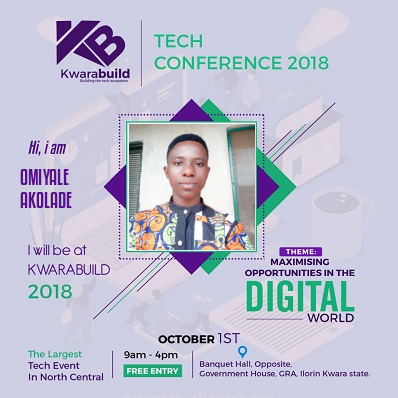 KB
Kwarabuild
Building the tech ecosystem
TECH
CONFERENCE 2018
Hi, i am
OMIYALE
AKOLADE
I will be at
KWARABUILD
2018
THEME:
MAXIMISING
OPPORTUNITIES IN THE
DIGITAL
WORLD
OCTOBER 1ST
The Largest
Tech Event
In North Central
9am - 4pm
FREE ENTRY
Banquet Hall, Opposite,
Government House, GRA, Ilorin Kwara state.